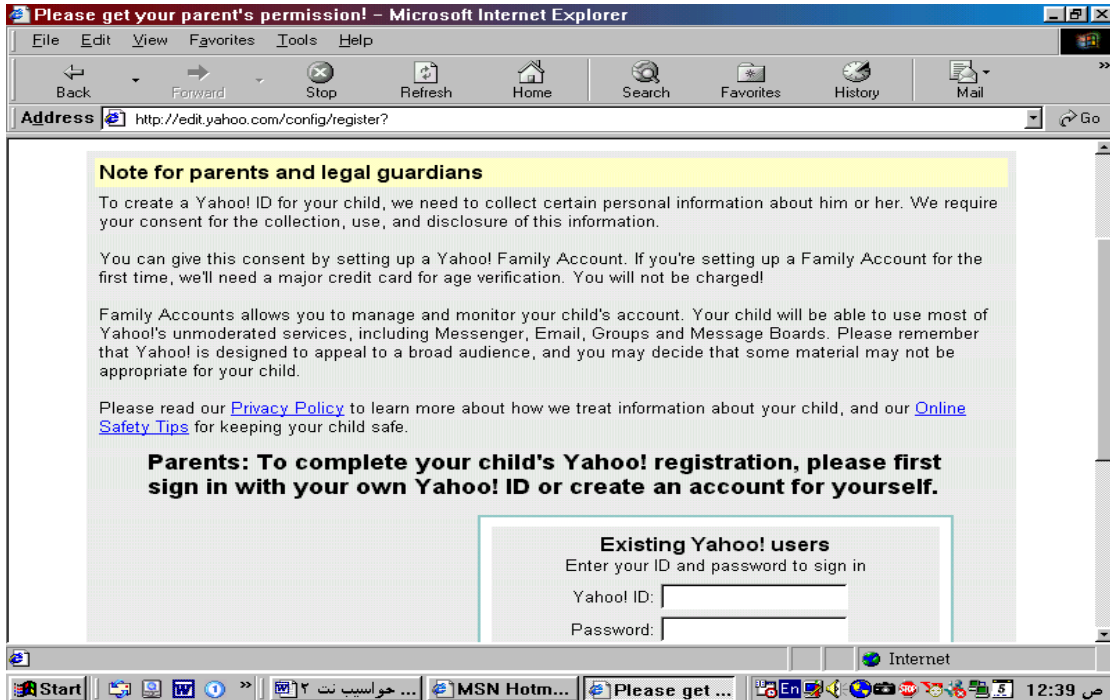 Please get your parent's permission! - Microsoft Internet Explorer
File Edit View Favorites Tools Help
Back Forward Stop Refresh Home Search Favorites History Mail »
Address http://edit.yahoo.com/config/register? Go
Note for parents and legal guardians
To create a Yahoo! ID for your child, we need to collect certain personal information about him or her. We require
your consent for the collection, use, and disclosure of this information.
You can give this consent by setting up a Yahoo! Family Account. If you're setting up a Family Account for the
first time, we'll need a major credit card for age verification. You will not be charged!
Family Accounts allows you to manage and monitor your child's account. Your child will be able to use most of
Yahoo!'s unmoderated services, including Messenger, Email, Groups and Message Boards. Please remember
that Yahoo! is designed to appeal to a broad audience, and you may decide that some material may not be
appropriate for your child.
Please read our Privacy Policy to learn more about how we treat information about your child, and our Online
Safety Tips for keeping your child safe.
Parents: To complete your child's Yahoo! registration, please first
sign in with your own Yahoo! ID or create an account for yourself.
Existing Yahoo! users
Enter your ID and password to sign in
Yahoo! ID:
Password:
Internet
Start » حواسيب نت ٢ ... MSN Hotm... Please get ... En 12:39 ص